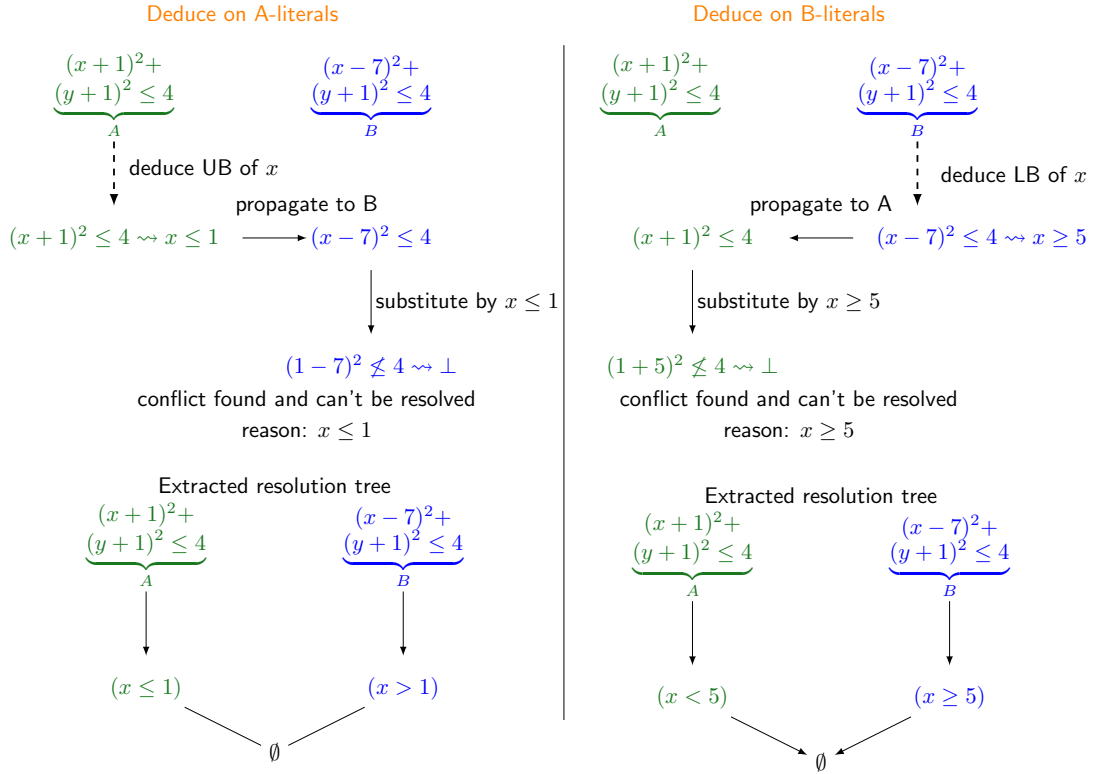 Deduce on A-literals
(x + 1)²+
(y + 1)² ≤ 4
A
(x − 7)²+
(y + 1)² ≤ 4
B
deduce UB of x
propagate to B
(x + 1)² ≤ 4 ⇝ x ≤ 1
(x − 7)² ≤ 4
substitute by x ≤ 1
(1 − 7)² ≰ 4 ⇝ ⊥
conflict found and can't be resolved
reason: x ≤ 1
Extracted resolution tree
(x + 1)²+
(y + 1)² ≤ 4
A
(x − 7)²+
(y + 1)² ≤ 4
B
(x ≤ 1)
(x > 1)
∅
Deduce on B-literals
(x + 1)²+
(y + 1)² ≤ 4
A
(x − 7)²+
(y + 1)² ≤ 4
B
deduce LB of x
propagate to A
(x + 1)² ≤ 4
(x − 7)² ≤ 4 ⇝ x ≥ 5
substitute by x ≥ 5
(1 + 5)² ≰ 4 ⇝ ⊥
conflict found and can't be resolved
reason: x ≥ 5
Extracted resolution tree
(x + 1)²+
(y + 1)² ≤ 4
A
(x − 7)²+
(y + 1)² ≤ 4
B
(x < 5)
(x ≥ 5)
∅